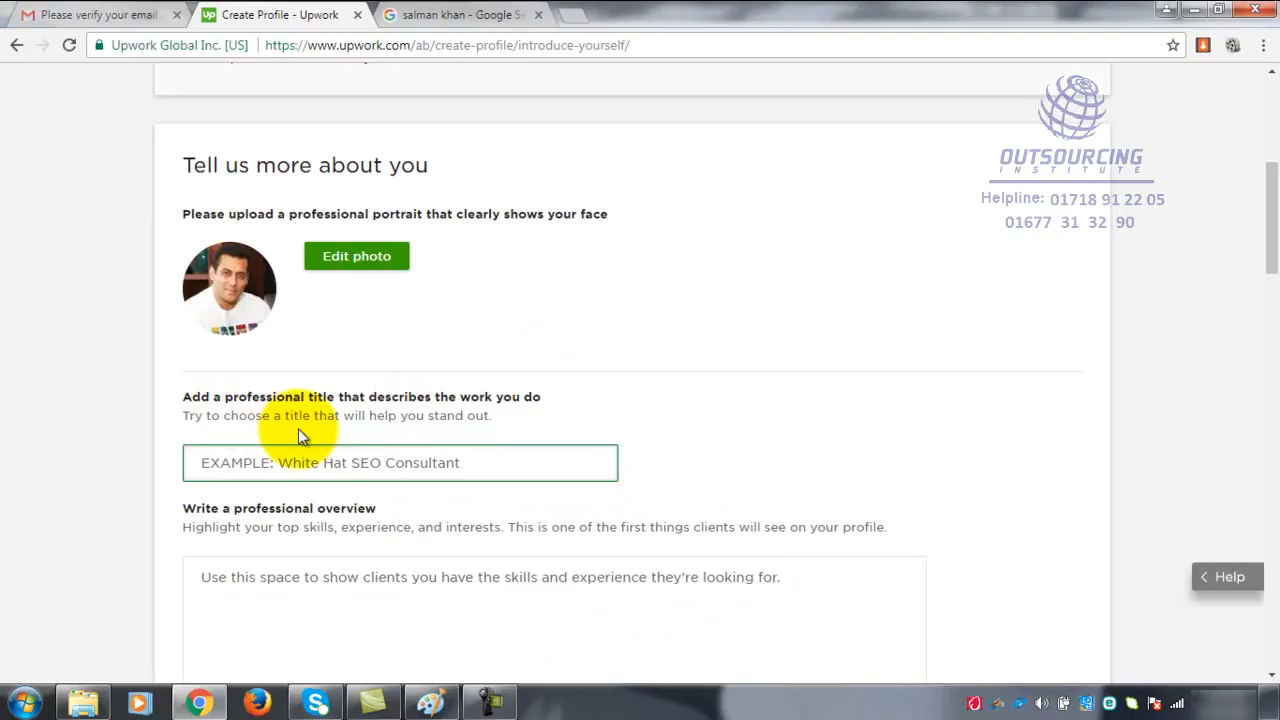 Please verify your email
Create Profile - Upwork
salman khan - Google Se
Upwork Global Inc. [US]
https://www.upwork.com/ab/create-profile/introduce-yourself/
OUTSOURCING
INSTITUTE
Helpline: 01718 91 22 05
01677 31 32 90
Tell us more about you
Please upload a professional portrait that clearly shows your face
Edit photo
Add a professional title that describes the work you do
Try to choose a title that will help you stand out.
EXAMPLE: White Hat SEO Consultant
Write a professional overview
Highlight your top skills, experience, and interests. This is one of the first things clients will see on your profile.
Use this space to show clients you have the skills and experience they're looking for.
Help